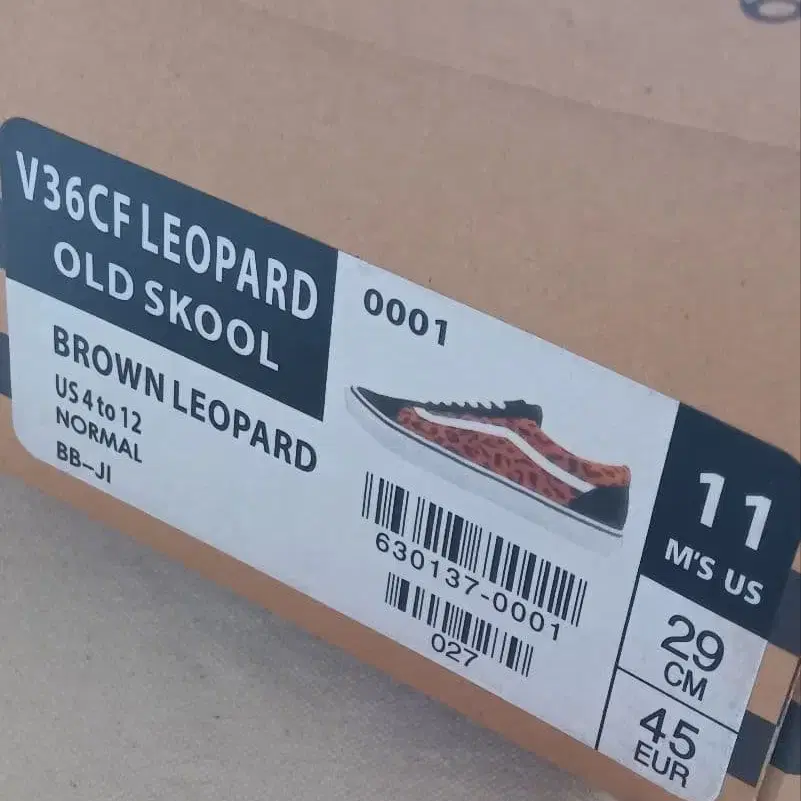 V36CF LEOPARD
OLD SKOOL
BROWN LEOPARD
US 4 to 12
NORMAL
BB-JI
0001
630137-0001
027
11
M'S US
29
CM
45
EUR